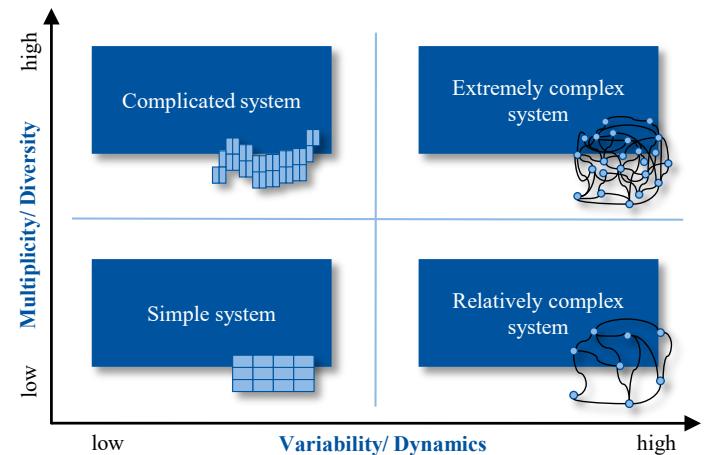 high
Multiplicity/ Diversity
low
Complicated system
Extremely complex
system
Simple system
Relatively complex
system
low
Variability/ Dynamics
high